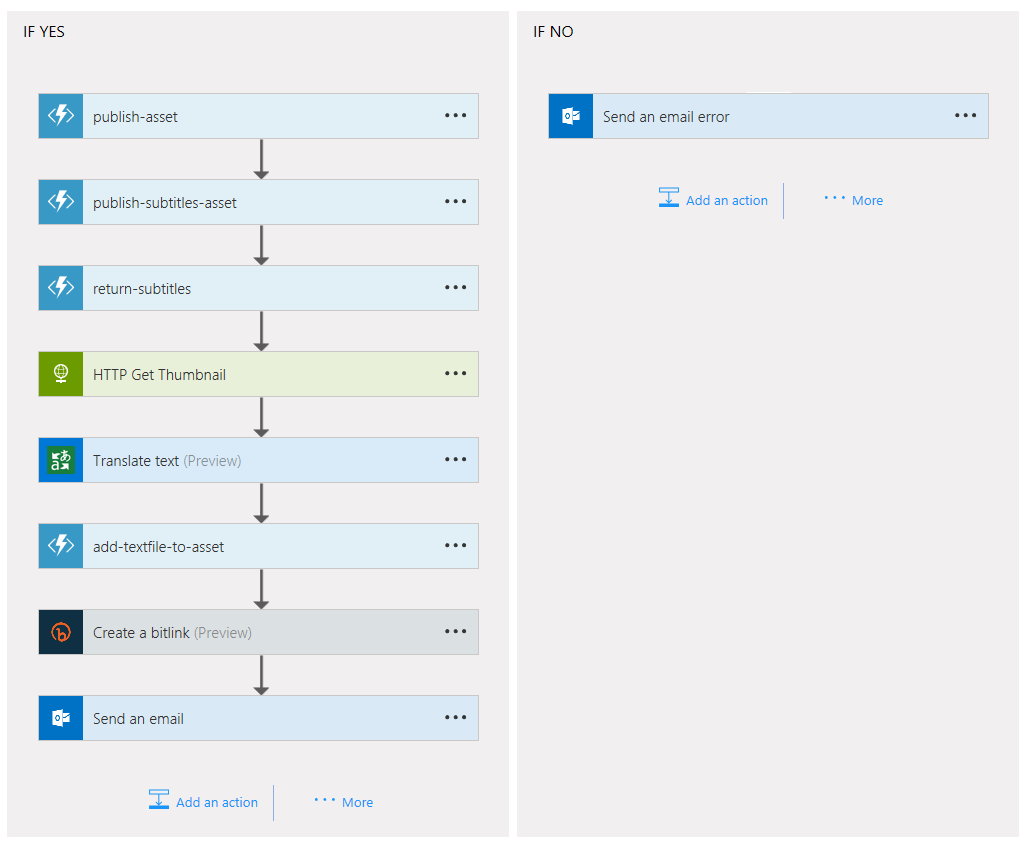 IF YES
publish-asset
publish-subtitles-asset
return-subtitles
HTTP Get Thumbnail
Translate text (Preview)
add-textfile-to-asset
Create a bitlink (Preview)
Send an email
Add an action
More
IF NO
Send an email error
Add an action
More